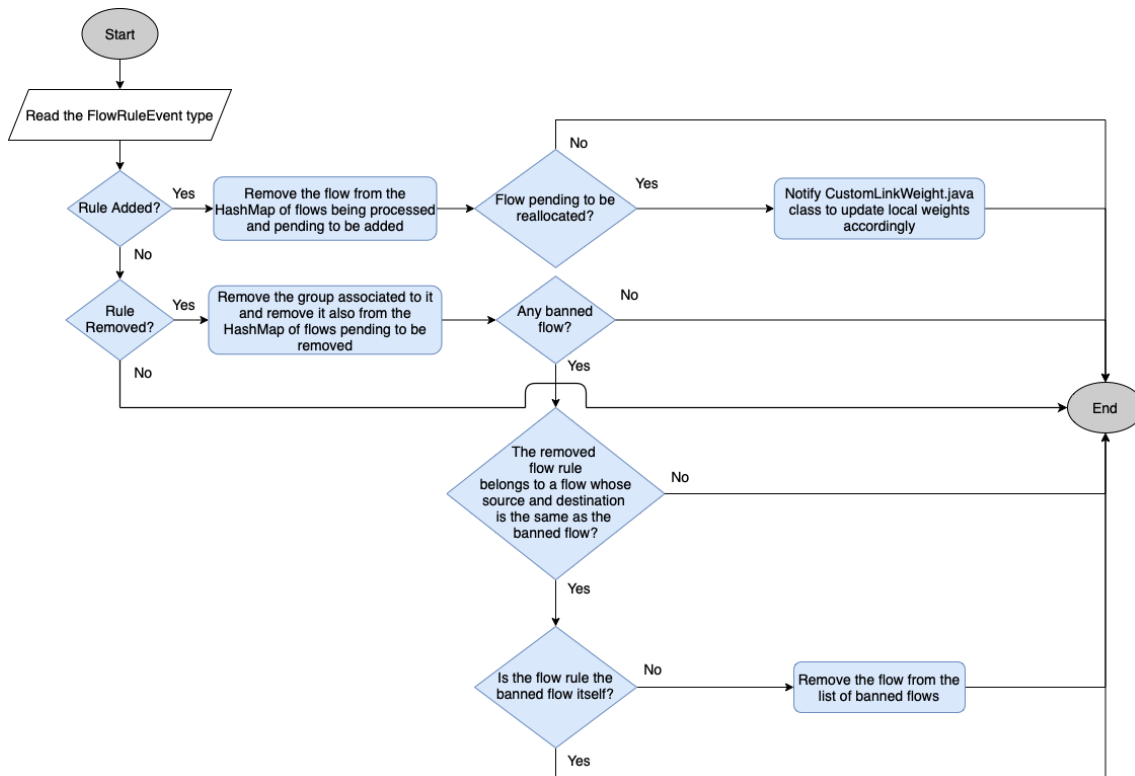 Start
Read the FlowRuleEvent type
Rule Added?
Yes
Remove the flow from the
HashMap of flows being processed
and pending to be added
Flow pending to be
reallocated?
No
Yes
Notify CustomLinkWeight.java
class to update local weights
accordingly
No
Rule
Removed?
Yes
Remove the group associated to it
and remove it also from the
HashMap of flows pending to be
removed
Any banned
flow?
No
Yes
No
End
The removed
flow rule
belongs to a flow whose
source and destination
is the same as the
banned flow?
No
Yes
Is the flow rule the
banned flow itself?
No
Remove the flow from the
list of banned flows
Yes